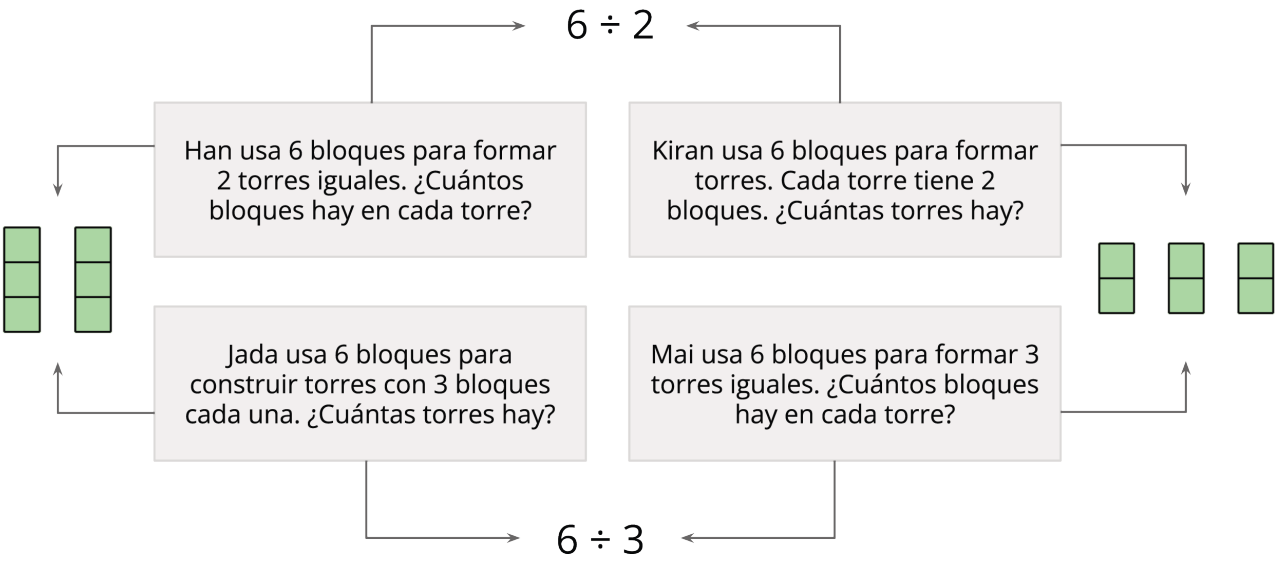 6 ÷ 2
Han usa 6 bloques para formar
2 torres iguales. ¿Cuántos
bloques hay en cada torre?
Kiran usa 6 bloques para formar
torres. Cada torre tiene 2
bloques. ¿Cuántas torres hay?
Jada usa 6 bloques para
construir torres con 3 bloques
cada una. ¿Cuántas torres hay?
Mai usa 6 bloques para formar 3
torres iguales. ¿Cuántos bloques
hay en cada torre?
6 ÷ 3